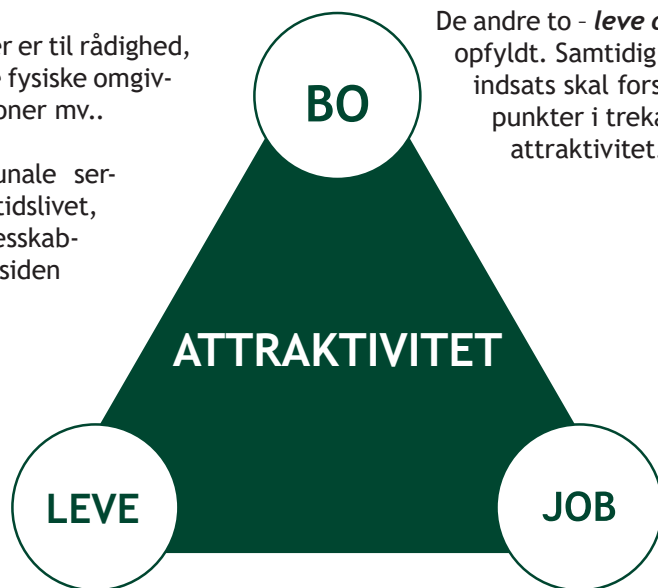 er er til rådighed,
e fysiske omgiv-
oner mv..
unale ser-
tidslivet,
esskab-
siden
De andre to - leve
opfyldt. Samtidig
indsats skal fors
punkter i treka
attraktivitet.
BO
ATTRAKTIVITET
LEVE
JOB